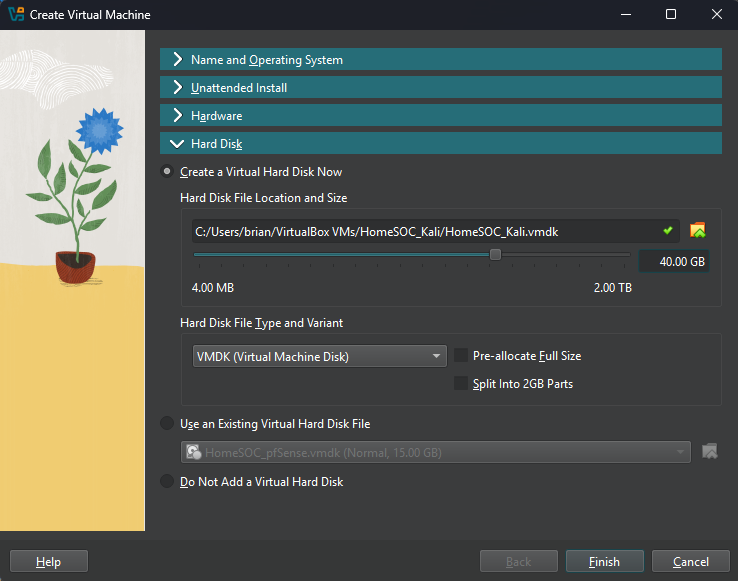 Create Virtual Machine
Name and Operating System
Unattended Install
Hardware
Hard Disk
Create a Virtual Hard Disk Now
Hard Disk File Location and Size
C:/Users/brian/VirtualBox VMs/HomeSOC_Kali/HomeSOC_Kali.vmdk
40.00 GB
4.00 MB 2.00 TB
Hard Disk File Type and Variant
VMDK (Virtual Machine Disk) Pre-allocate Full Size
Split Into 2GB Parts
Use an Existing Virtual Hard Disk File
HomeSOC_pfSense.vmdk (Normal, 15.00 GB)
Do Not Add a Virtual Hard Disk
Help Back Finish Cancel